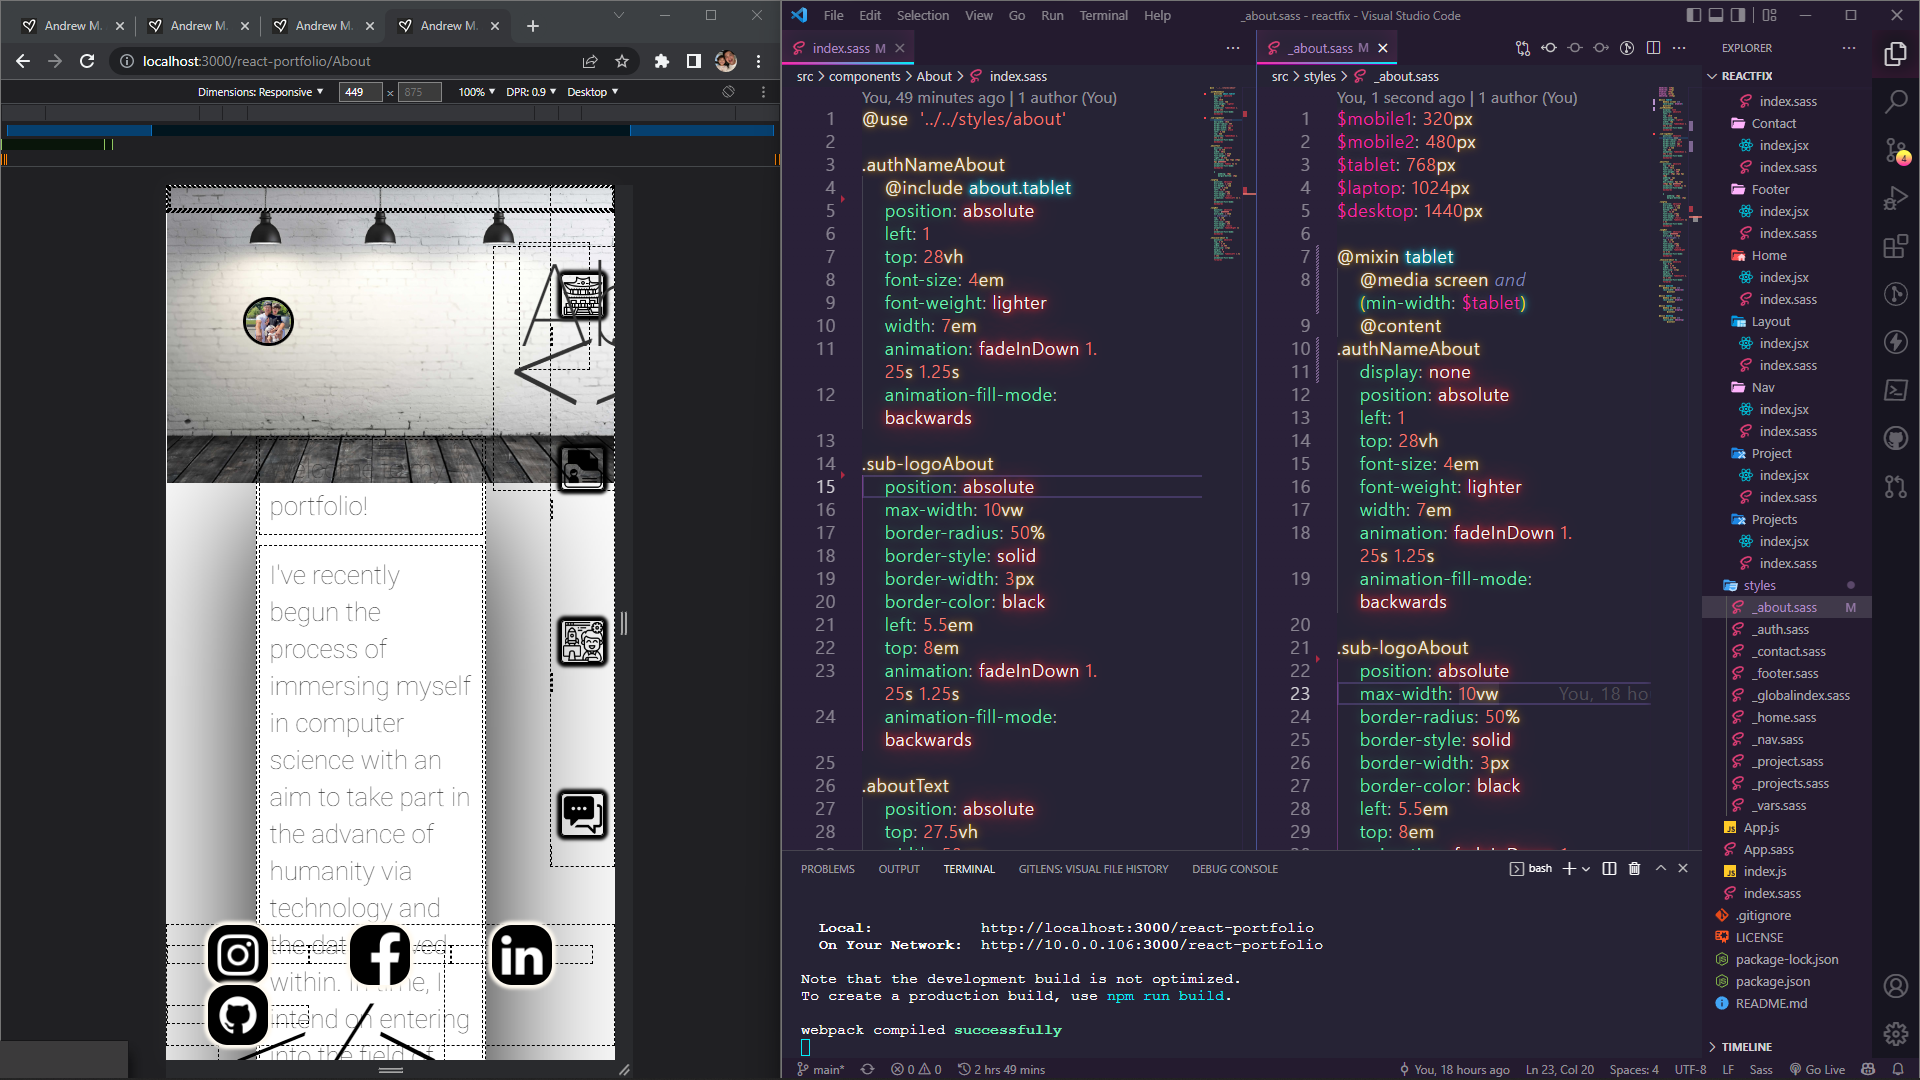 Andrew M.
Andrew M.
Andrew M.
Andrew M.
localhost:3000/react-portfolio/About
Dimensions: Responsive
449
×
875
100%
DPR: 0.9
Desktop
portfolio!
I've recently
begun the
process of
immersing myself
in computer
science with an
aim to take part in
the advance of
humanity via
technology and
intend on entering
into the field of
File Edit Selection View Go Run Terminal Help
_about.sass - reactfix - Visual Studio Code
index.sass M
src > components > About > index.sass
You, 49 minutes ago | 1 author (You)
1 @use '../../styles/about'
2
3 .authNameAbout
4 @include about.tablet
5 position: absolute
6 left: 1
7 top: 28vh
8 font-size: 4em
9 font-weight: lighter
10 width: 7em
11 animation: fadeInDown 1.
25s 1.25s
12 animation-fill-mode:
backwards
13
14 .sub-logoAbout
15 position: absolute
16 max-width: 10vw
17 border-radius: 50%
18 border-style: solid
19 border-width: 3px
20 border-color: black
21 left: 5.5em
22 top: 8em
23 animation: fadeInDown 1.
25s 1.25s
24 animation-fill-mode:
backwards
25
26 .aboutText
27 position: absolute
28 top: 27.5vh
_about.sass M
src > styles > _about.sass
You, 1 second ago | 1 author (You)
1 $mobile1: 320px
2 $mobile2: 480px
3 $tablet: 768px
4 $laptop: 1024px
5 $desktop: 1440px
6
7 @mixin tablet
8 @media screen and
(min-width: $tablet)
9 @content
10 .authNameAbout
11 display: none
12 position: absolute
13 left: 1
14 top: 28vh
15 font-size: 4em
16 font-weight: lighter
17 width: 7em
18 animation: fadeInDown 1.
25s 1.25s
19 animation-fill-mode:
backwards
20
21 .sub-logoAbout
22 position: absolute
23 max-width: 10vw You, 18 ho
24 border-radius: 50%
25 border-style: solid
26 border-width: 3px
27 border-color: black
28 left: 5.5em
29 top: 8em
EXPLORER
REACTFIX
index.sass
Contact
index.jsx
index.sass
Footer
index.jsx
index.sass
Home
index.jsx
index.sass
Layout
index.jsx
index.sass
Nav
index.jsx
index.sass
Project
index.jsx
index.sass
Projects
index.jsx
index.sass
styles
_about.sass M
_auth.sass
_contact.sass
_footer.sass
_globalindex.sass
_home.sass
_nav.sass
_project.sass
_projects.sass
_vars.sass
App.js
App.sass
index.js
index.sass
.gitignore
LICENSE
package-lock.json
package.json
README.md
TIMELINE
4
PROBLEMS OUTPUT TERMINAL GITLENS: VISUAL FILE HISTORY DEBUG CONSOLE
bash
Local: http://localhost:3000/react-portfolio
On Your Network: http://10.0.0.106:3000/react-portfolio
Note that the development build is not optimized.
To create a production build, use npm run build.
webpack compiled successfully
main* 0 0 2 hrs 49 mins
You, 18 hours ago Ln 23, Col 20 Spaces: 4 UTF-8 LF Sass Go Live